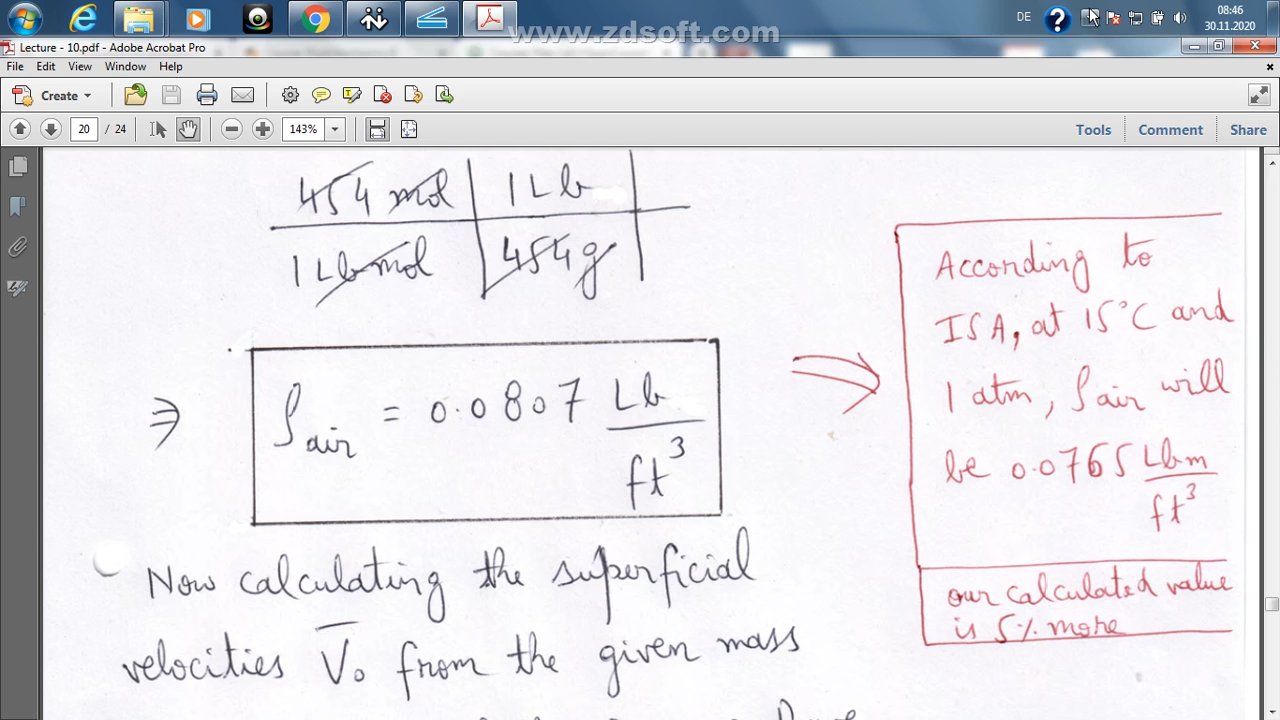 DE
08:46
30.11.2020
www.zdsoft.com
Lecture - 10.pdf - Adobe Acrobat Pro
File Edit View Window Help
Create
20 / 24 143% Tools Comment Share
454 mol 1 Lb
1 Lb mol 454 g
⇒ ρair = 0.0807 Lb/ft³
⇒
According to
ISA, at 15°C and
1 atm, ρair will
be 0.0765 Lbm/ft³
our calculated value
is 5% more
Now calculating the superficial
velocities V̄₀ from the given mass